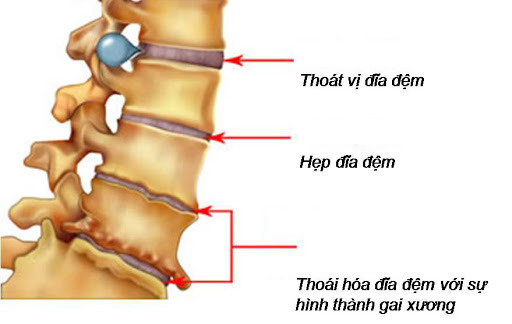 Thoát vị đĩa đệm
Hẹp đĩa đệm
Thoái hóa đĩa đệm với sự
hình thành gai xương